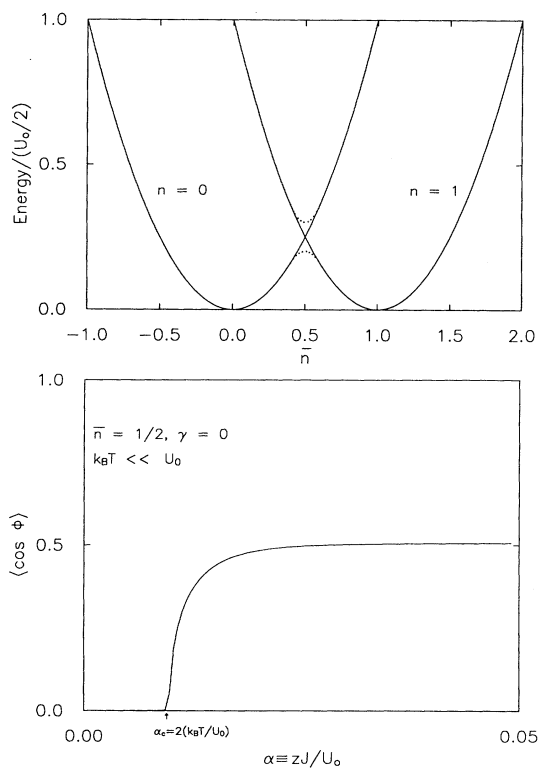 1.0
Energy/(U₀/2)
0.5
n = 0
n = 1
0.0
−1.0 −0.5 0.0 0.5 1.0 1.5 2.0
n̅
1.0
n̅ = 1/2, γ = 0
k_BT << U₀
⟨cos Φ⟩
0.5
0.0
α_c=2(k_BT/U₀)
0.00
0.05
α≡zJ/U₀